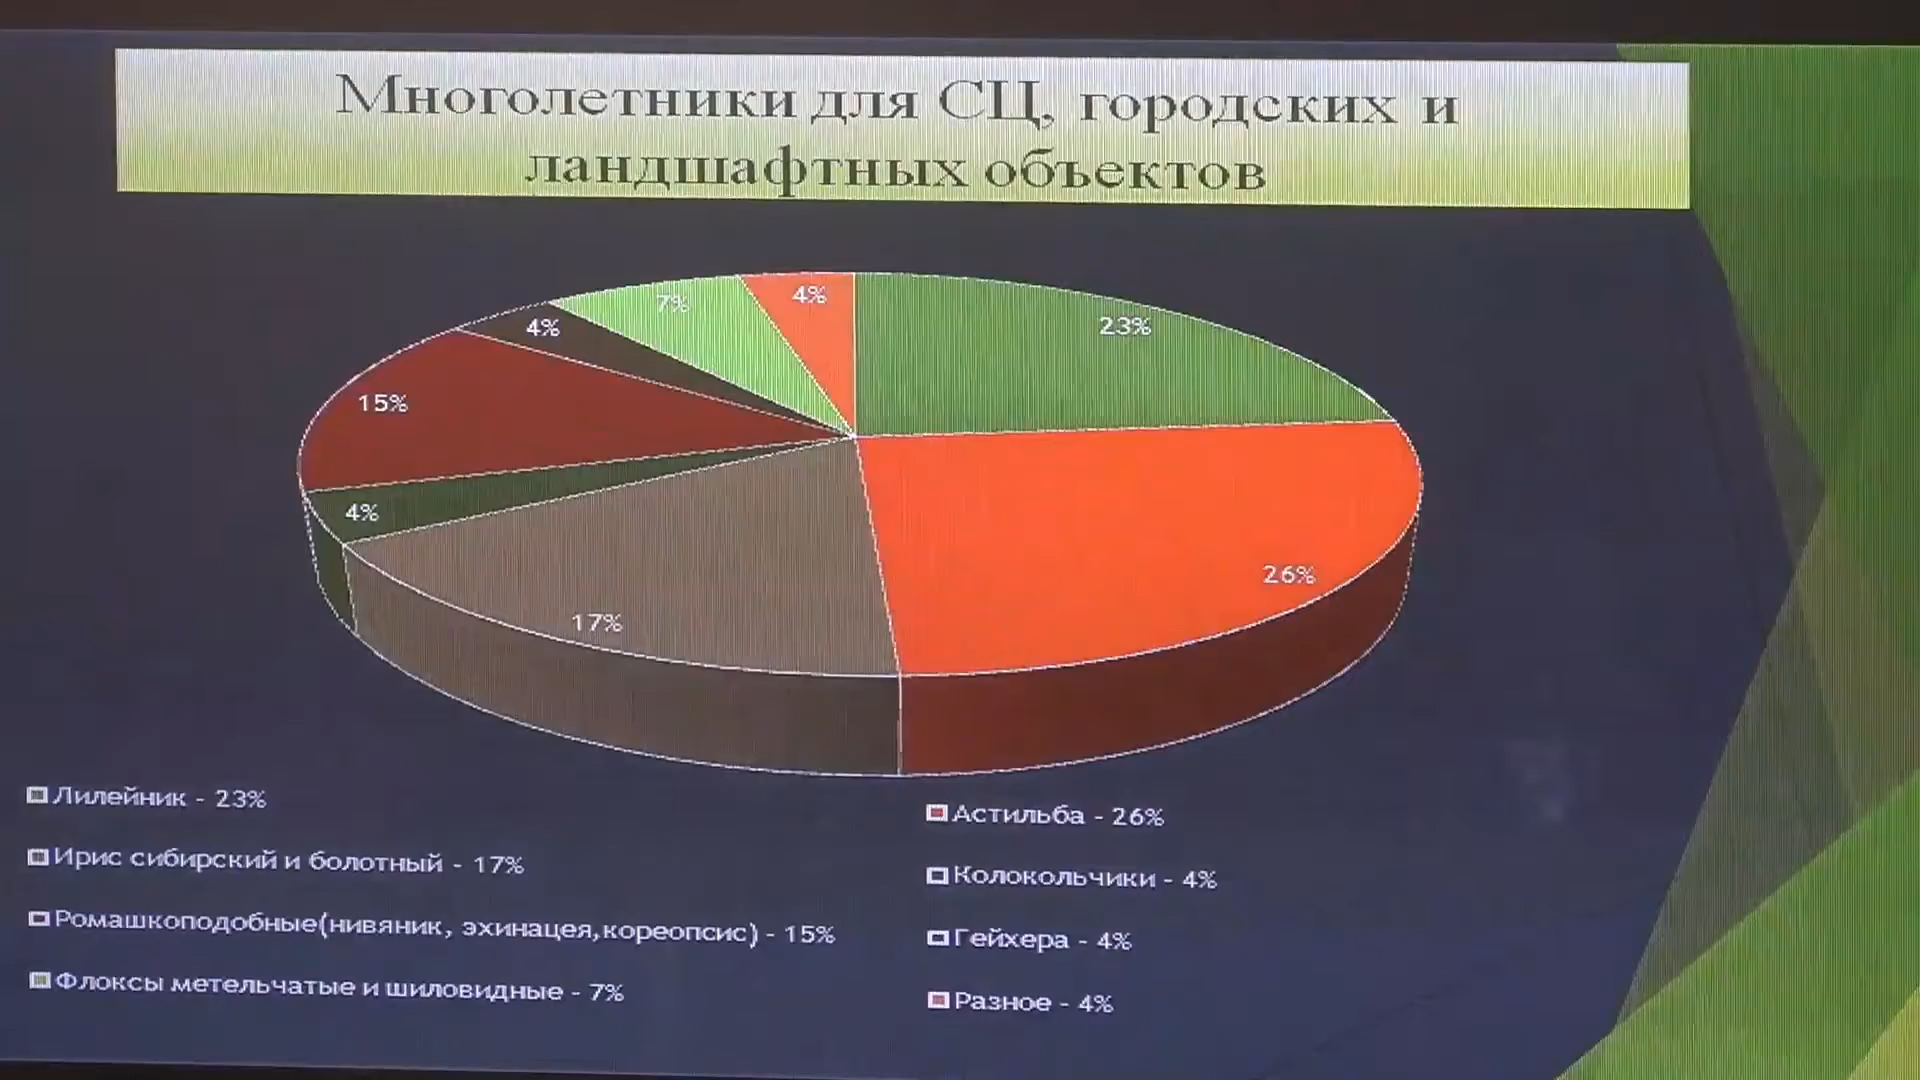 Многолетники для СЦ, городских и
ландшафтных объектов
4%
7%
4%
23%
15%
4%
26%
17%
Лилейник - 23%
Астильба - 26%
Ирис сибирский и болотный - 17%
Колокольчики - 4%
Ромашкоподобные(нивяник, эхинацея,кореопсис) - 15%
Гейхера - 4%
Флоксы метельчатые и шиловидные - 7%
Разное - 4%